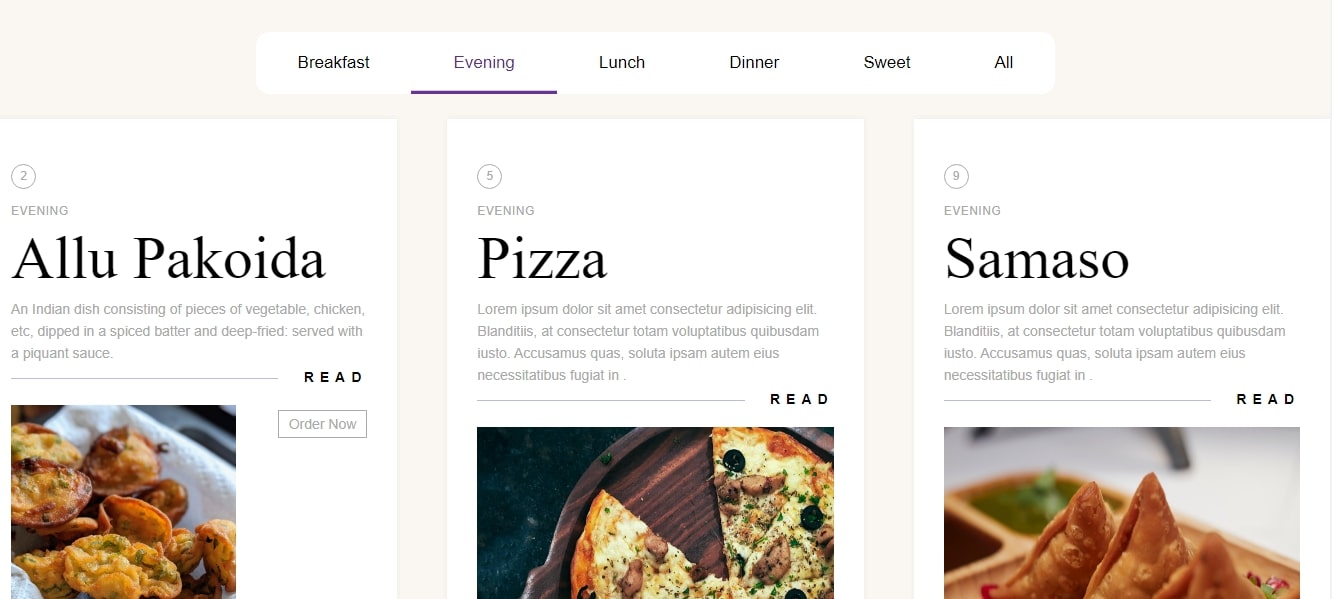 Breakfast Evening Lunch Dinner Sweet All
2
EVENING
Allu Pakoida
An Indian dish consisting of pieces of vegetable, chicken,
etc, dipped in a spiced batter and deep-fried: served with
a piquant sauce.
READ
Order Now
5
EVENING
Pizza
Lorem ipsum dolor sit amet consectetur adipisicing elit.
Blanditiis, at consectetur totam voluptatibus quibusdam
iusto. Accusamus quas, soluta ipsam autem eius
necessitatibus fugiat in .
READ
9
EVENING
Samaso
Lorem ipsum dolor sit amet consectetur adipisicing elit.
Blanditiis, at consectetur totam voluptatibus quibusdam
iusto. Accusamus quas, soluta ipsam autem eius
necessitatibus fugiat in .
READ